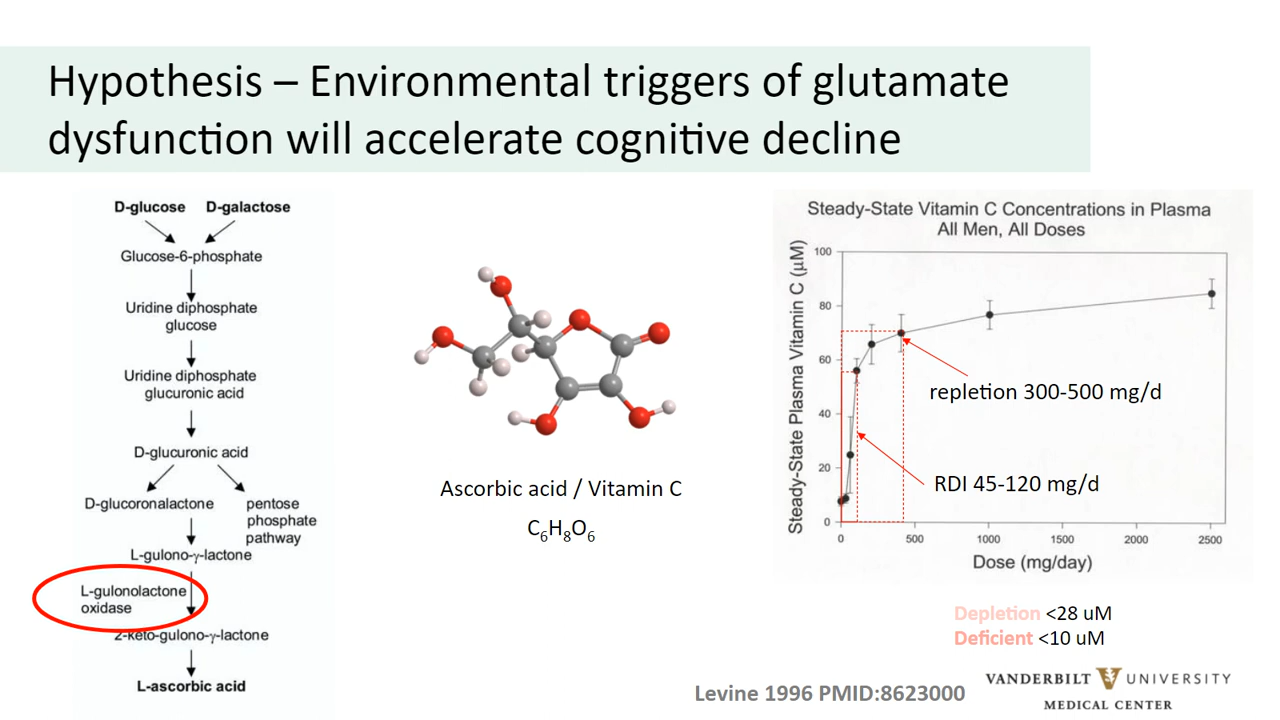 Hypothesis – Environmental triggers of glutamate
dysfunction will accelerate cognitive decline
D-glucose D-galactose
Glucose-6-phosphate
Uridine diphosphate
glucose
Uridine diphosphate
glucuronic acid
D-glucuronic acid
D-glucoronalactone
pentose
phosphate
pathway
L-gulono-γ-lactone
L-gulonolactone
oxidase
2-keto-gulono-γ-lactone
L-ascorbic acid
Ascorbic acid / Vitamin C
C₆H₈O₆
Steady-State Vitamin C Concentrations in Plasma
All Men, All Doses
Steady-State Plasma Vitamin C (μM)
100
80
60
40
20
0
0 500 1000 1500 2000 2500
Dose (mg/day)
repletion 300-500 mg/d
RDI 45-120 mg/d
Depletion <28 uM
Deficient <10 uM
Levine 1996 PMID:8623000
VANDERBILT UNIVERSITY
MEDICAL CENTER